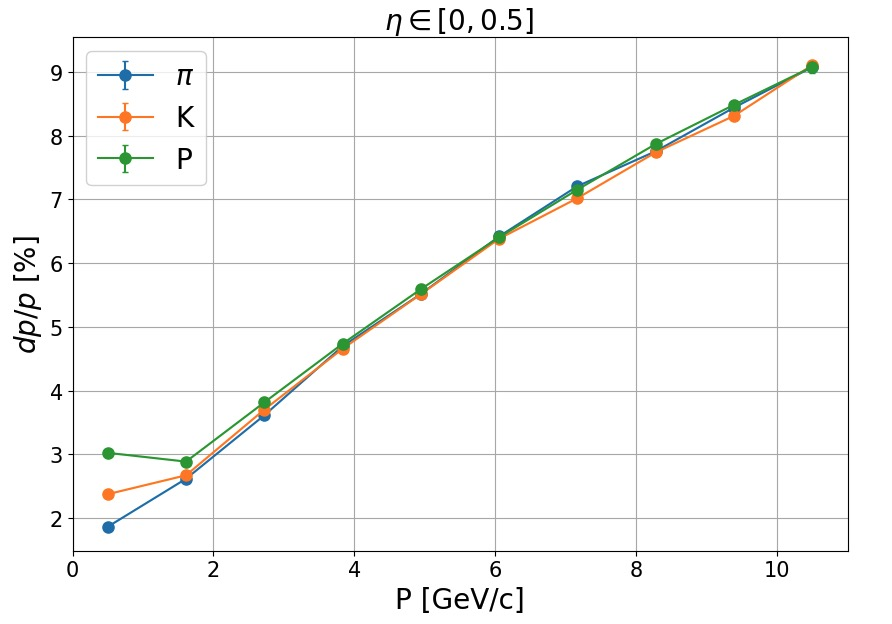 η ∈ [0, 0.5]
π
K
P
dp/p [%]
9
8
7
6
5
4
3
2
0 2 4 6 8 10
P [GeV/c]